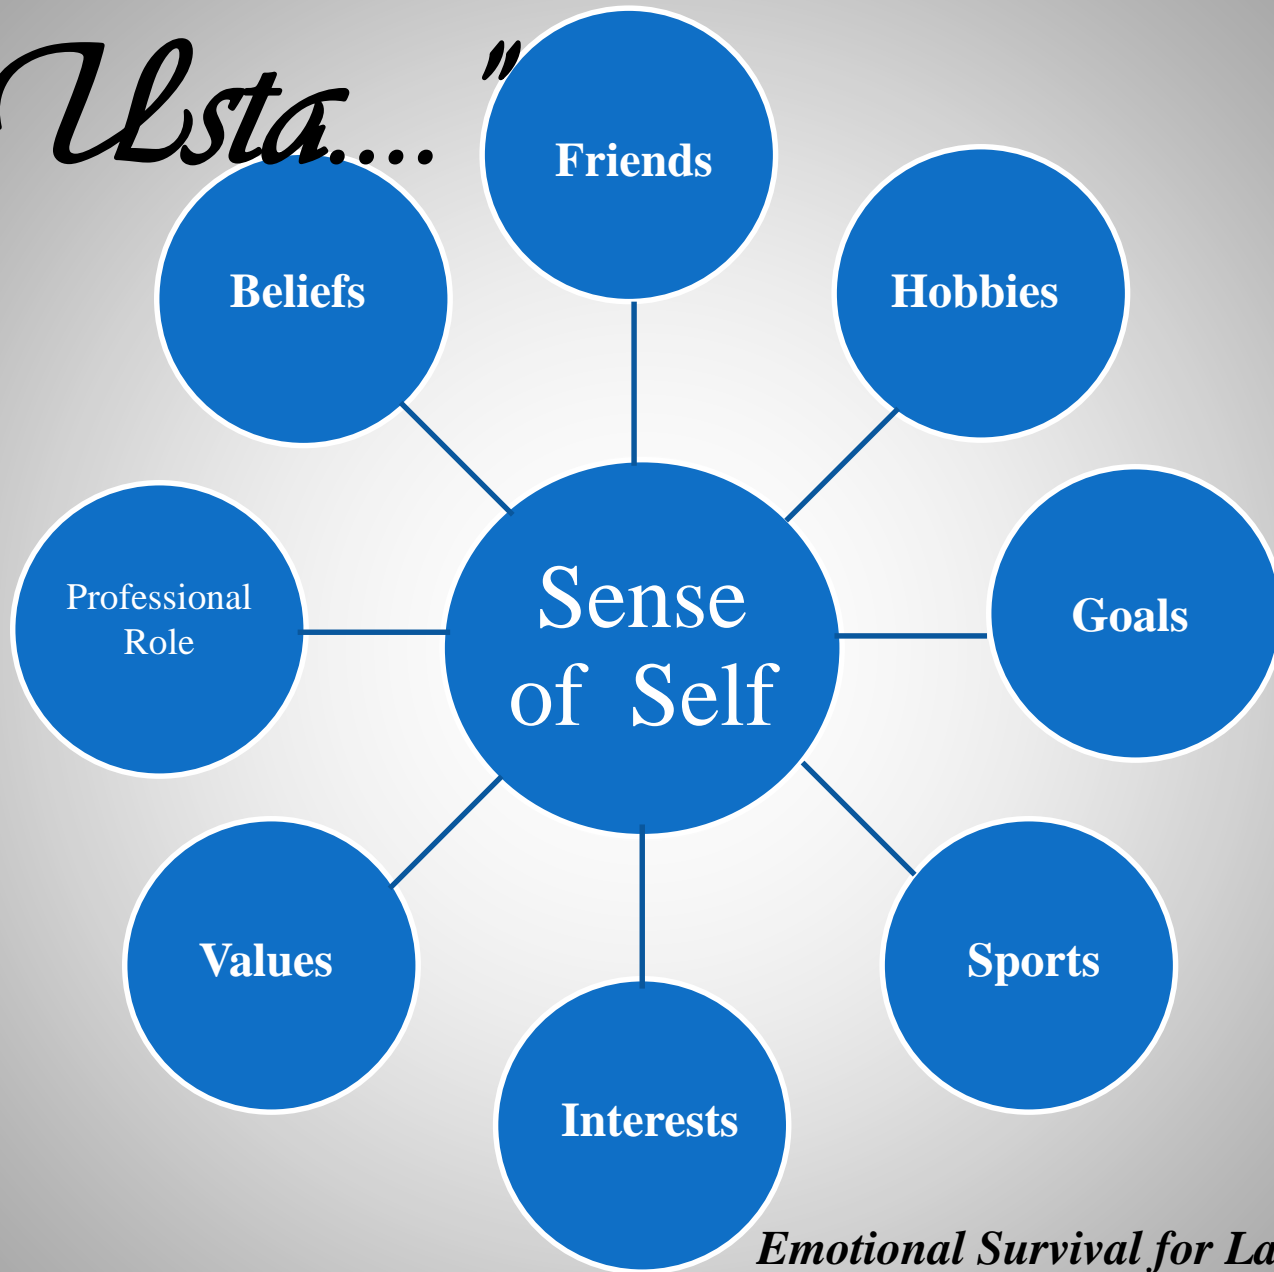 Usta.... ”
Friends
Beliefs
Hobbies
Professional
Role
Sense
of Self
Goals
Values
Sports
Interests
Emotional Survival for La